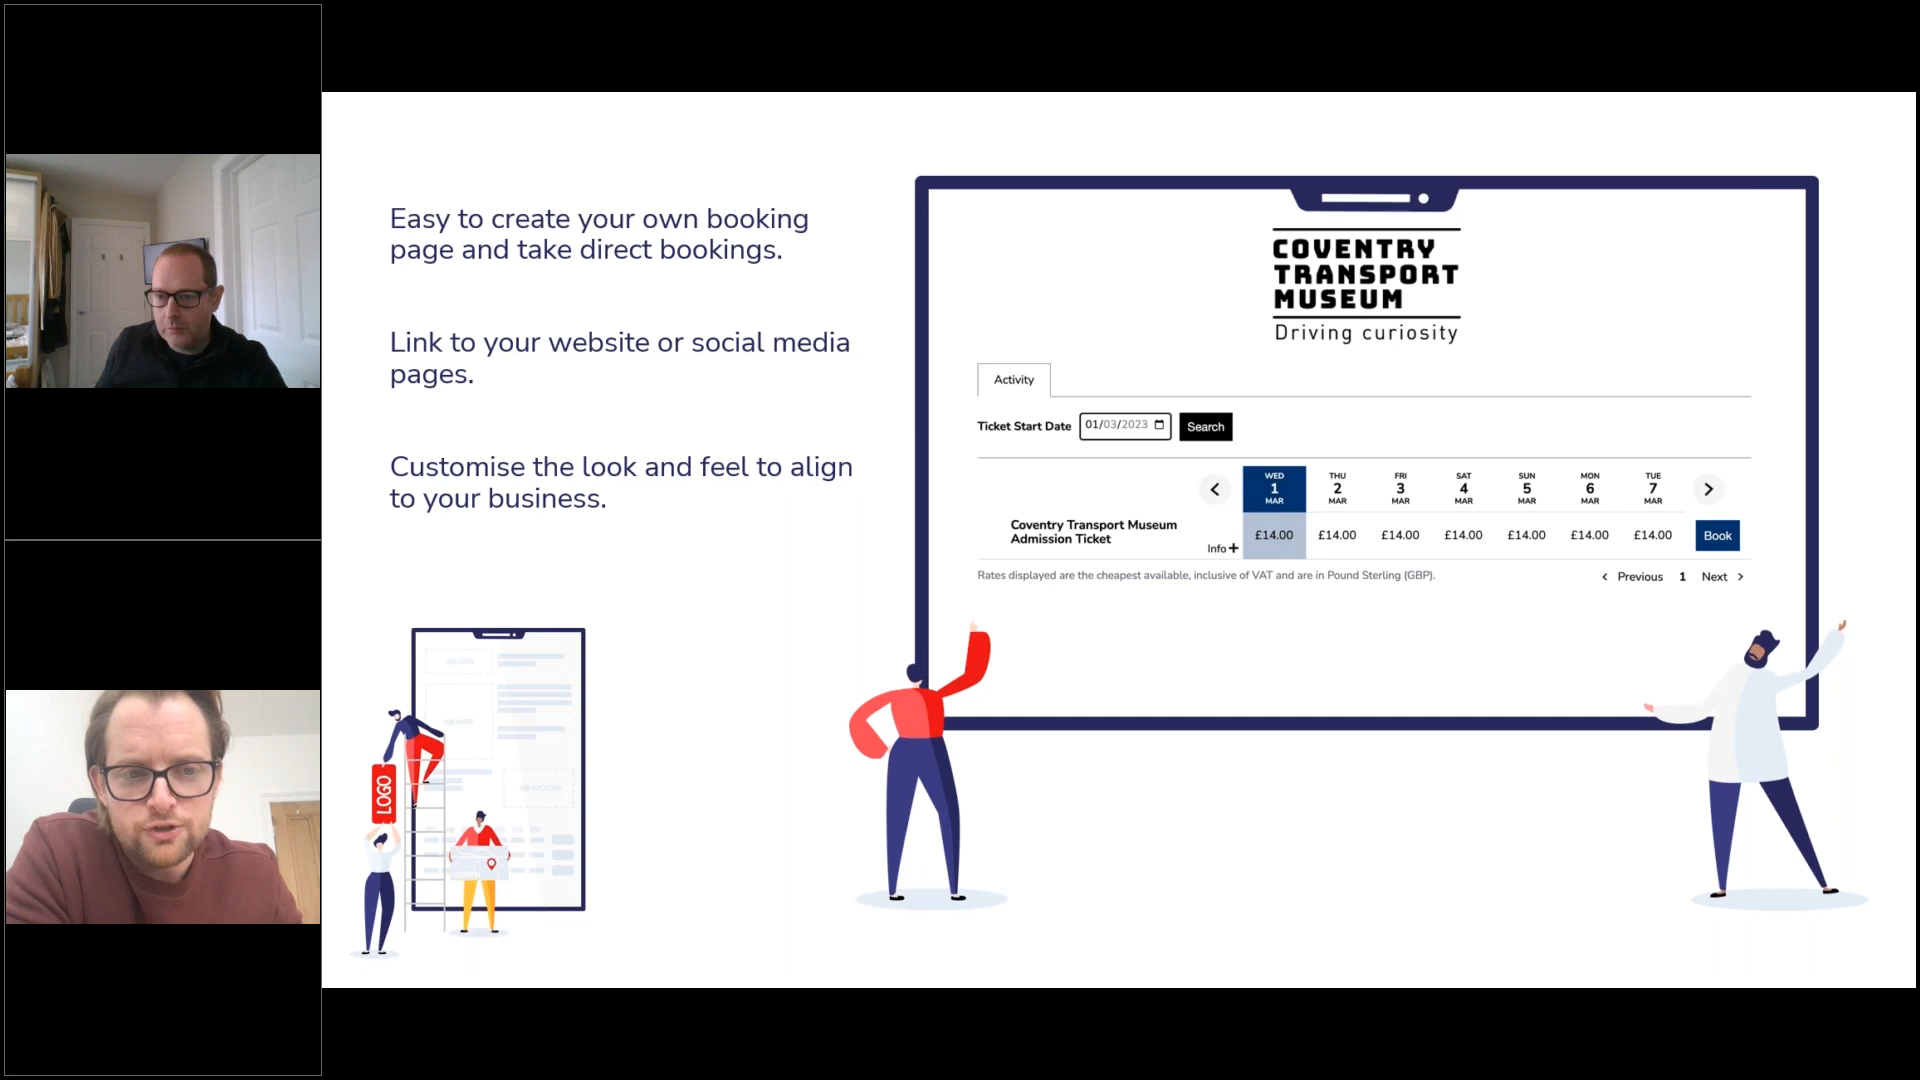 Easy to create your own booking
page and take direct bookings.
Link to your website or social media
pages.
Customise the look and feel to align
to your business.
LOGO
COVENTRY
TRANSPORT
MUSEUM
Driving curiosity
Activity
Ticket Start Date 01/03/2023 Search
WED THU FRI SAT SUN MON TUE
1 2 3 4 5 6 7
MAR MAR MAR MAR MAR MAR MAR
Coventry Transport Museum
Admission Ticket
Info+
£14.00 £14.00 £14.00 £14.00 £14.00 £14.00 £14.00 Book
Rates displayed are the cheapest available, inclusive of VAT and are in Pound Sterling (GBP).
< Previous 1 Next >